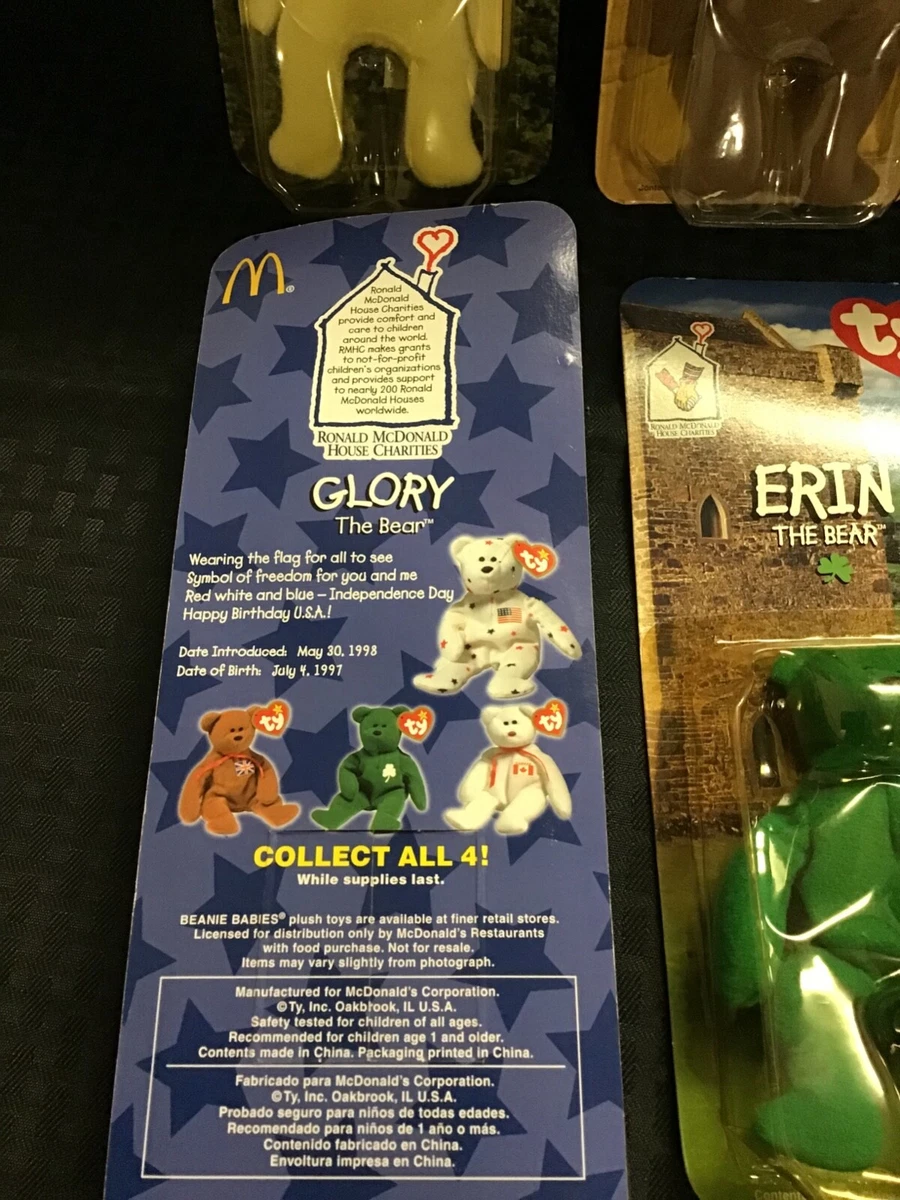 M
Ronald
McDonald
House Charities
provide comfort and
care to children
around the world.
RMHC makes grants
to not-for-profit
children's organizations
and provides support
to nearly 200 Ronald
McDonald Houses
worldwide.
RONALD McDONALD
HOUSE CHARITIES
GLORY
The Bear™
Wearing the flag for all to see
Symbol of freedom for you and me
Red white and blue – Independence Day
Happy Birthday U.S.A.!
Date Introduced: May 30, 1998
Date of Birth: July 4, 1997
ty
ty
ty
ty
COLLECT ALL 4!
While supplies last.
BEANIE BABIES® plush toys are available at finer retail stores.
Licensed for distribution only by McDonald's Restaurants
with food purchase. Not for resale.
Items may vary slightly from photograph.
Manufactured for McDonald's Corporation.
©Ty, Inc. Oakbrook, IL U.S.A.
Safety tested for children of all ages.
Recommended for children age 1 and older.
Contents made in China. Packaging printed in China.
Fabricado para McDonald's Corporation.
©Ty, Inc. Oakbrook, IL U.S.A.
Probado seguro para niños de todas edades.
Recomendado para niños de 1 año o más.
Contenido fabricado en China.
Envoltura impresa en China.
ty
RONALD McDONALD
HOUSE CHARITIES
ERIN
THE BEAR™